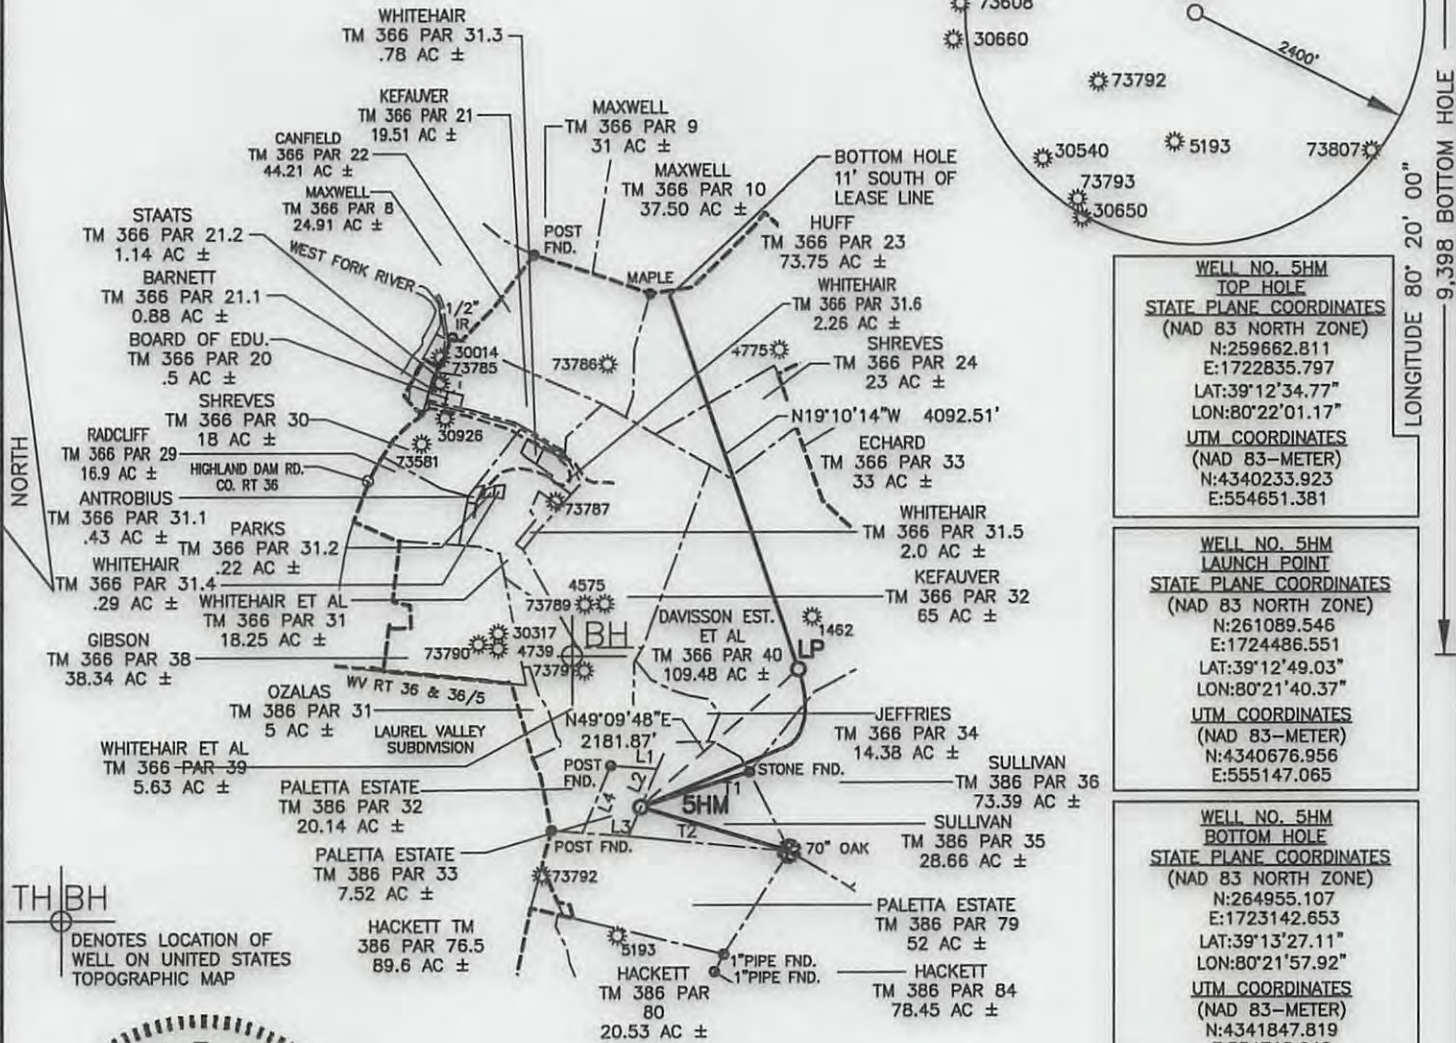 WHITEHAIR
TM 366 PAR 31.3
.78 AC ±
KEFAUVER
TM 366 PAR 21
19.51 AC ±
CANFIELD
TM 366 PAR 22
44.21 AC ±
MAXWELL
TM 366 PAR 8
24.91 AC ±
MAXWELL
TM 366 PAR 9
31 AC ±
MAXWELL
TM 366 PAR 10
37.50 AC ±
BOTTOM HOLE
11' SOUTH OF
LEASE LINE
HUFF
TM 366 PAR 23
73.75 AC ±
WHITEHAIR
TM 366 PAR 31.6
2.26 AC ±
SHREVES
TM 366 PAR 24
23 AC ±
N19°10'14"W 4092.51'
ECHARD
TM 366 PAR 33
33 AC ±
WHITEHAIR
TM 366 PAR 31.5
2.0 AC ±
KEFAUVER
TM 366 PAR 32
65 AC ±
STAATS
TM 366 PAR 21.2
1.14 AC ±
WEST FORK RIVER
BARNETT
TM 366 PAR 21.1
0.88 AC ±
BOARD OF EDU.
TM 366 PAR 20
.5 AC ±
SHREVES
TM 366 PAR 30
18 AC ±
RADCLIFF
TM 366 PAR 29
16.9 AC ±
HIGHLAND DAM RD.
CO. RT 36
ANTROBIUS
TM 366 PAR 31.1
.43 AC ±
PARKS
TM 366 PAR 31.2
.22 AC ±
WHITEHAIR
TM 366 PAR 31.4
.29 AC ±
WHITEHAIR ET AL
TM 366 PAR 31
18.25 AC ±
GIBSON
TM 366 PAR 38
38.34 AC ±
WV RT 36 & 36/5
OZALAS
TM 386 PAR 31
5 AC ±
LAUREL VALLEY
SUBDIVISION
WHITEHAIR ET AL
TM 366 PAR 39
5.63 AC ±
PALETTA ESTATE
TM 386 PAR 32
20.14 AC ±
PALETTA ESTATE
TM 386 PAR 33
7.52 AC ±
HACKETT TM
386 PAR 76.5
89.6 AC ±
POST
FND.
MAPLE
1/2"
IR
30014
73785
30926
73581
73786
4775
73787
4575
73789
30317
73790
4739
7379
BH
1462
LP
DAVISSON EST.
ET AL
TM 366 PAR 40
109.48 AC ±
N49°09'48"E
2181.87'
JEFFRIES
TM 366 PAR 34
14.38 AC ±
SULLIVAN
TM 386 PAR 36
73.39 AC ±
SULLIVAN
TM 386 PAR 35
28.66 AC ±
POST
FND.
L1
L2
L4
L3
T1
T2
5HM
STONE FND.
POST FND.
70" OAK
73792
5193
PALETTA ESTATE
TM 386 PAR 79
52 AC ±
1"PIPE FND.
1"PIPE FND.
HACKETT
TM 386 PAR
80
20.53 AC ±
HACKETT
TM 386 PAR 84
78.45 AC ±
NORTH
TH BH
DENOTES LOCATION OF
WELL ON UNITED STATES
TOPOGRAPHIC MAP
73608
30660
2400'
73792
30540
5193
73807
73793
30650
LONGITUDE 80° 20' 00"
9,398 BOTTOM HOLE
WELL NO. 5HM
TOP HOLE
STATE PLANE COORDINATES
(NAD 83 NORTH ZONE)
N:259662.811
E:1722835.797
LAT:39°12'34.77"
LON:80°22'01.17"
UTM COORDINATES
(NAD 83-METER)
N:4340233.923
E:554651.381
WELL NO. 5HM
LAUNCH POINT
STATE PLANE COORDINATES
(NAD 83 NORTH ZONE)
N:261089.546
E:1724486.551
LAT:39°12'49.03"
LON:80°21'40.37"
UTM COORDINATES
(NAD 83-METER)
N:4340676.956
E:555147.065
WELL NO. 5HM
BOTTOM HOLE
STATE PLANE COORDINATES
(NAD 83 NORTH ZONE)
N:264955.107
E:1723142.653
LAT:39°13'27.11"
LON:80°21'57.92"
UTM COORDINATES
(NAD 83-METER)
N:4341847.819